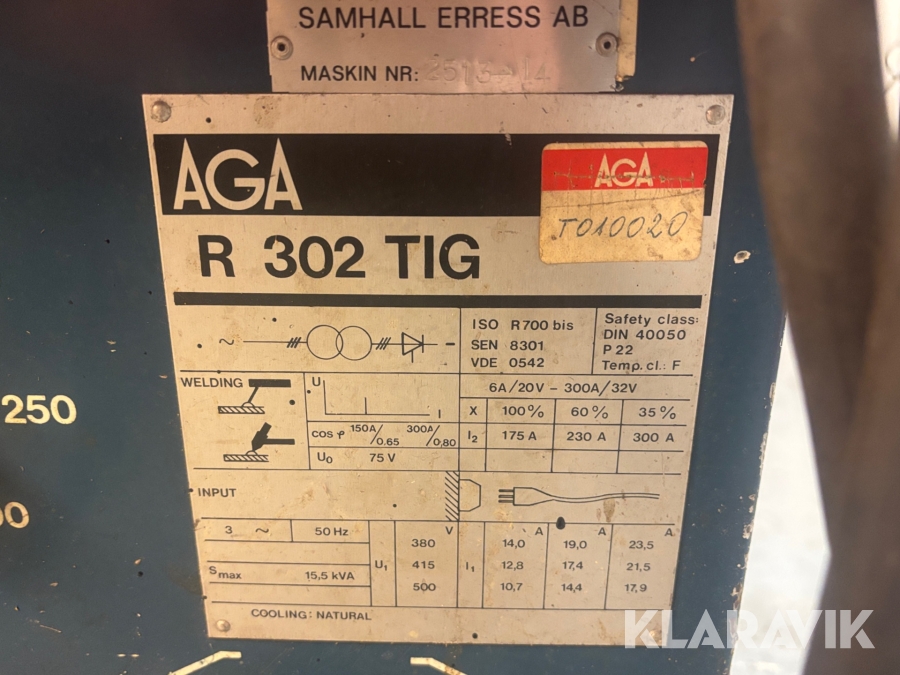 SAMHALL ERRESS AB
MASKIN NR: 2513-14
AGA
AGA
T010020
R 302 TIG
ISO R700 bis
SEN 8301
VDE 0542
Safety class:
DIN 40050
P 22
Temp. cl.: F
WELDING
U
I
cos φ 150A/0.65 300A/0,80
U₀ 75 V
6A/20V – 300A/32V
X 100% 60% 35%
I₂ 175 A 230 A 300 A
INPUT
3 ~ 50 Hz
Smax 15,5 kVA
U₁ V
380
415
500
I₁ A A A
14,0 19,0 23,5
12,8 17,4 21,5
10,7 14,4 17,9
COOLING: NATURAL
250
00
KLARAVIK